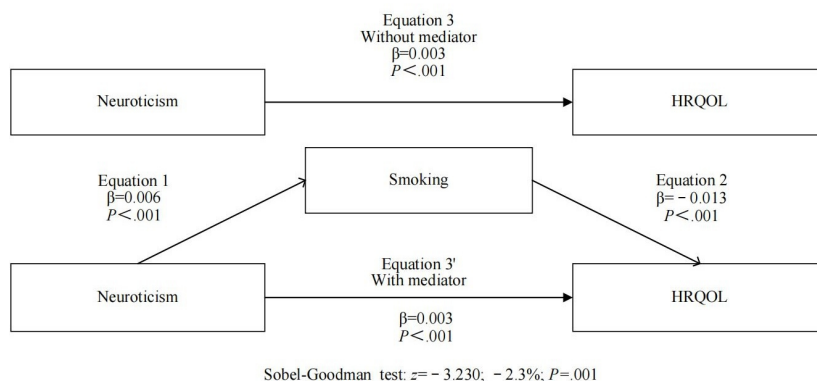 Equation 3
Without mediator
β=0.003
P＜.001
Neuroticism
HRQOL
Smoking
Equation 1
β=0.006
P＜.001
Equation 2
β=－0.013
P＜.001
Neuroticism
Equation 3'
With mediator
β=0.003
P＜.001
HRQOL
Sobel-Goodman test: z=－3.230; －2.3%; P=.001